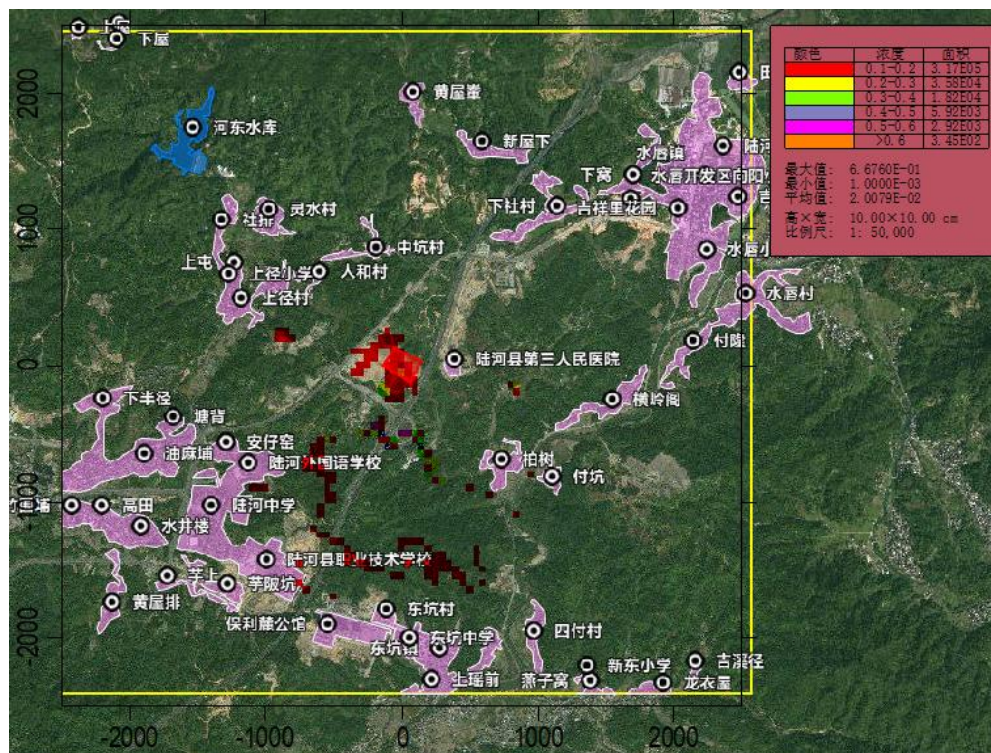 下屋
河东水库
黄屋輋
新屋下
水唇镇
下窝
水唇开发区向阳
下社村
吉祥里花园
社排
灵水村
中坑村
人和村
上屯
上径小学
上径村
水唇村
付隆
陆河县第三人民医院
横岭阁
下半径
塘背
安仔窑
油麻埔
陆河外国语学校
柏树
付坑
高田
陆河中学
水井楼
陆河县职业技术学校
芋上
芋陂坑
黄屋排
保利麓公馆
东坑村
东坑中学
东坑镇
四付村
上瑶前
新东小学
燕子窝
吉溪径
龙衣屋
颜色 浓度 面积
0.1-0.2 3.17E05
0.2-0.3 3.58E04
0.3-0.4 1.82E04
0.4-0.5 5.92E03
0.5-0.6 2.92E03
>0.6 3.45E02
最大值: 6.6760E-01
最小值: 1.0000E-03
平均值: 2.0079E-02
高×宽: 10.00×10.00 cm
比例尺: 1: 50,000
2000
1000
0
-1000
-2000
-2000 -1000 0 1000 2000